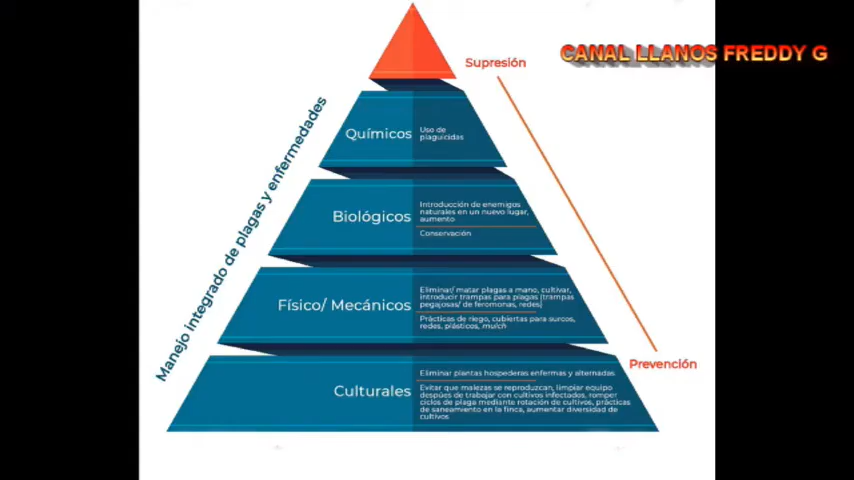 CANAL LLANOS FREDDY G
Supresión
Manejo integrado de plagas y enfermedades
Químicos
Uso de
plaguicidas
Biológicos
Introducción de enemigos
naturales en un nuevo lugar,
aumento
Conservación
Físico/ Mecánicos
Eliminar/ matar plagas a mano, cultivar,
introducir trampas para plagas (trampas
pegajosas/ de feromonas, redes)
Prácticas de riego, cubiertas para surcos,
redes, plásticos, mulch
Prevención
Culturales
Eliminar plantas hospederas enfermas y alternadas
Evitar que malezas se reproduzcan, limpiar equipo
despúes de trabajar con cultivos infectados, romper
ciclos de plaga mediante rotación de cultivos, prácticas
de saneamiento en la finca, aumentar diversidad de
cultivos